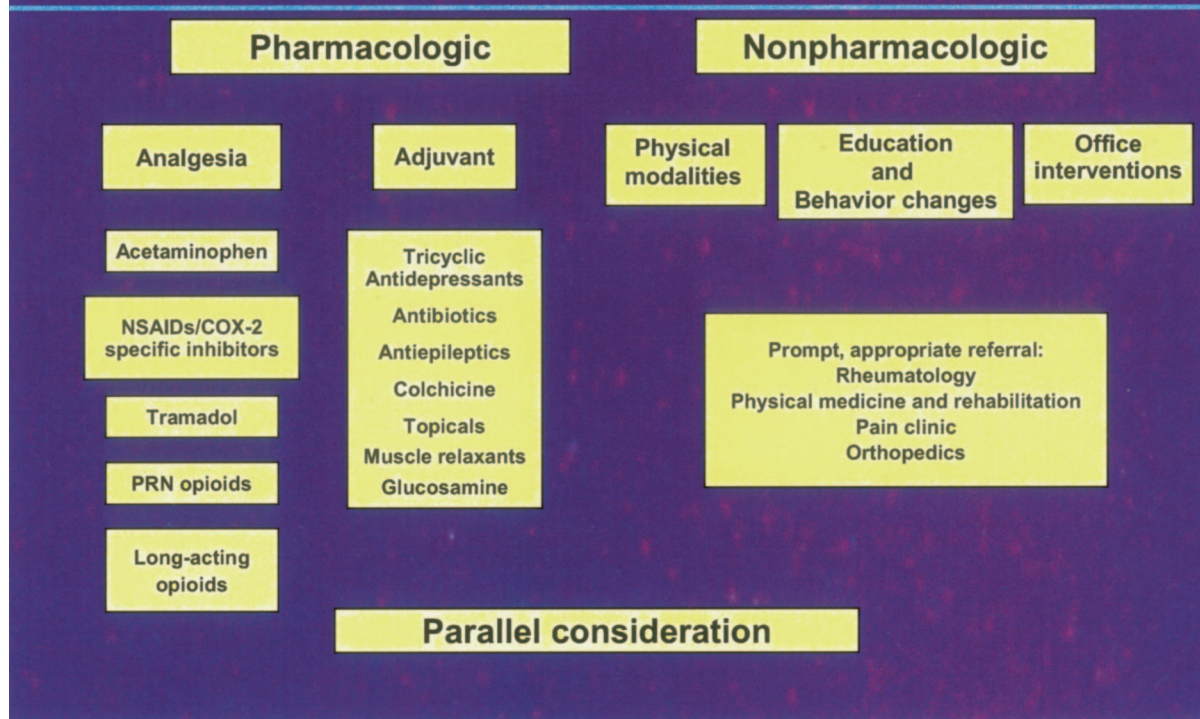 Pharmacologic
Nonpharmacologic
Analgesia
Adjuvant
Physical
modalities
Education
and
Behavior changes
Office
interventions
Acetaminophen
NSAIDs/COX-2
specific inhibitors
Tramadol
PRN opioids
Long-acting
opioids
Tricyclic
Antidepressants
Antibiotics
Antiepileptics
Colchicine
Topicals
Muscle relaxants
Glucosamine
Prompt, appropriate referral:
Rheumatology
Physical medicine and rehabilitation
Pain clinic
Orthopedics
Parallel consideration